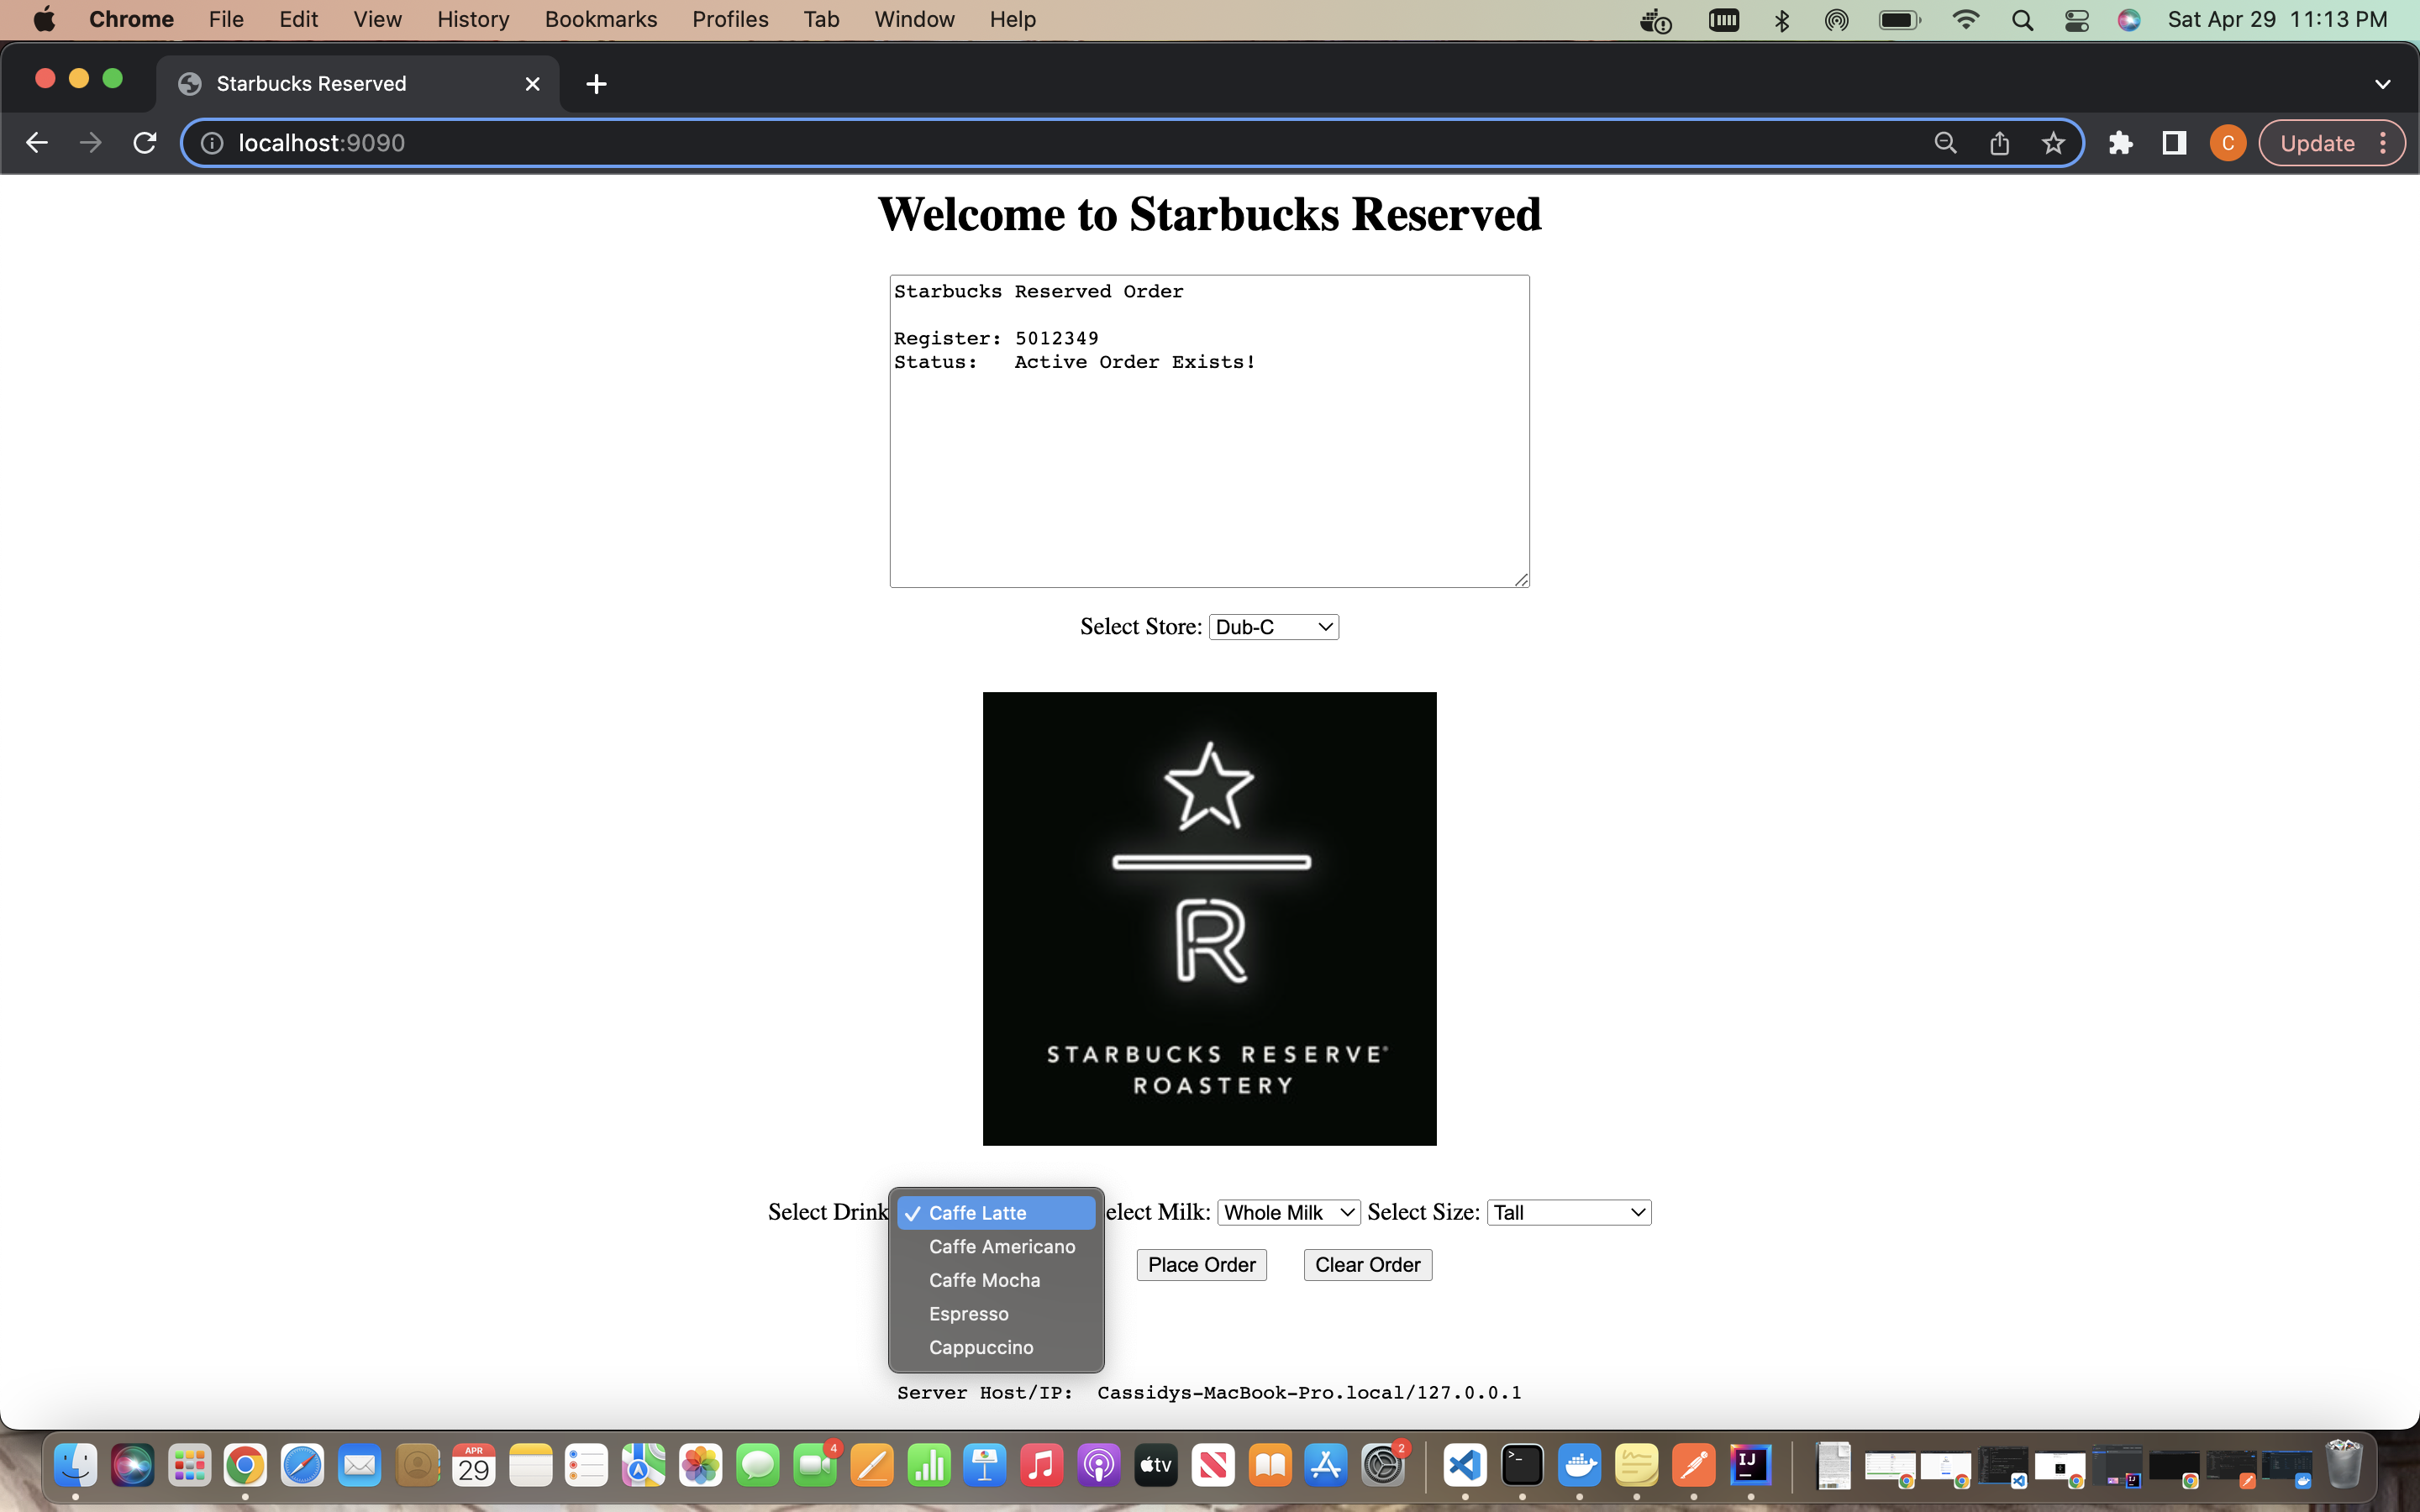 Chrome File Edit View History Bookmarks Profiles Tab Window Help Sat Apr 29 11:13 PM
Starbucks Reserved
localhost:9090 C Update
Welcome to Starbucks Reserved
Starbucks Reserved Order
Register: 5012349
Status: Active Order Exists!
Select Store: Dub-C
STARBUCKS RESERVE®
ROASTERY
Select Drink Caffe Latte elect Milk: Whole Milk Select Size: Tall
Caffe Americano
Caffe Mocha
Espresso
Cappuccino
Place Order Clear Order
Server Host/IP: Cassidys-MacBook-Pro.local/127.0.0.1
APR
29
4
tv
2
IJ